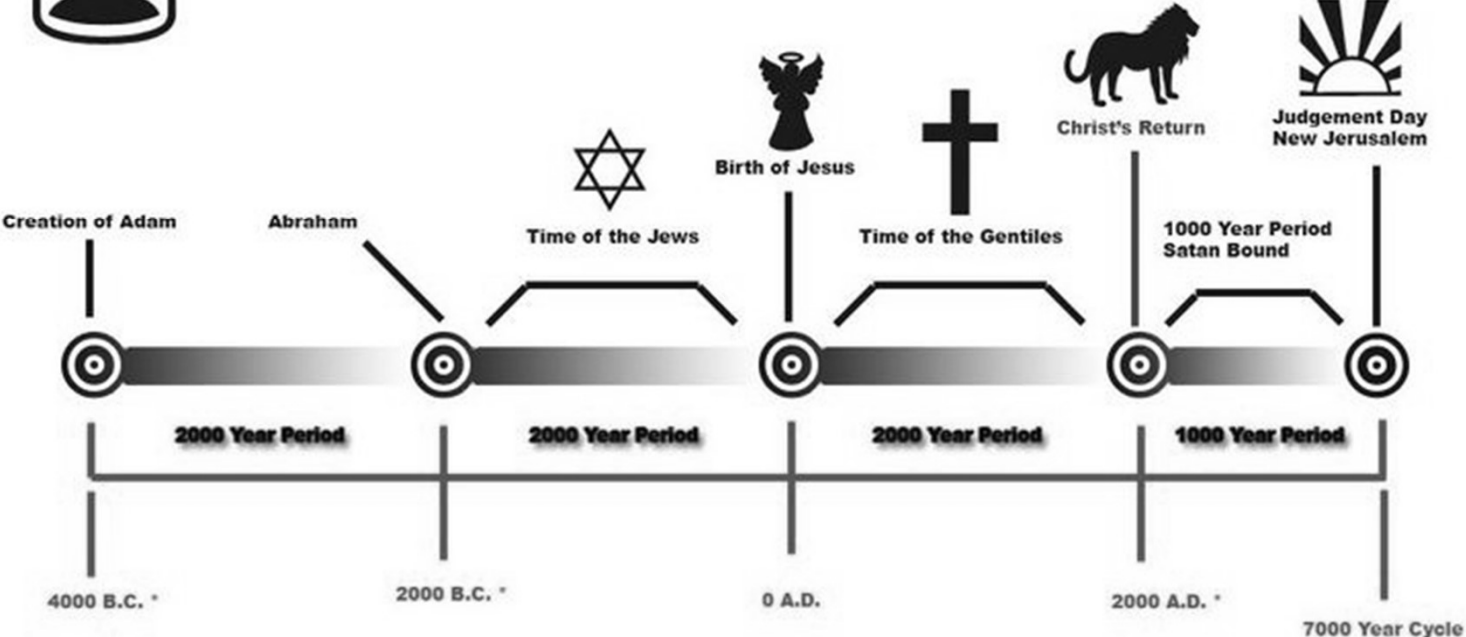 Christ's Return
Judgement Day
New Jerusalem
Birth of Jesus
Creation of Adam
Abraham
Time of the Jews
Time of the Gentiles
1000 Year Period
Satan Bound
2000 Year Period
2000 Year Period
2000 Year Period
1000 Year Period
4000 B.C. *
2000 B.C. *
0 A.D.
2000 A.D. *
7000 Year Cycle